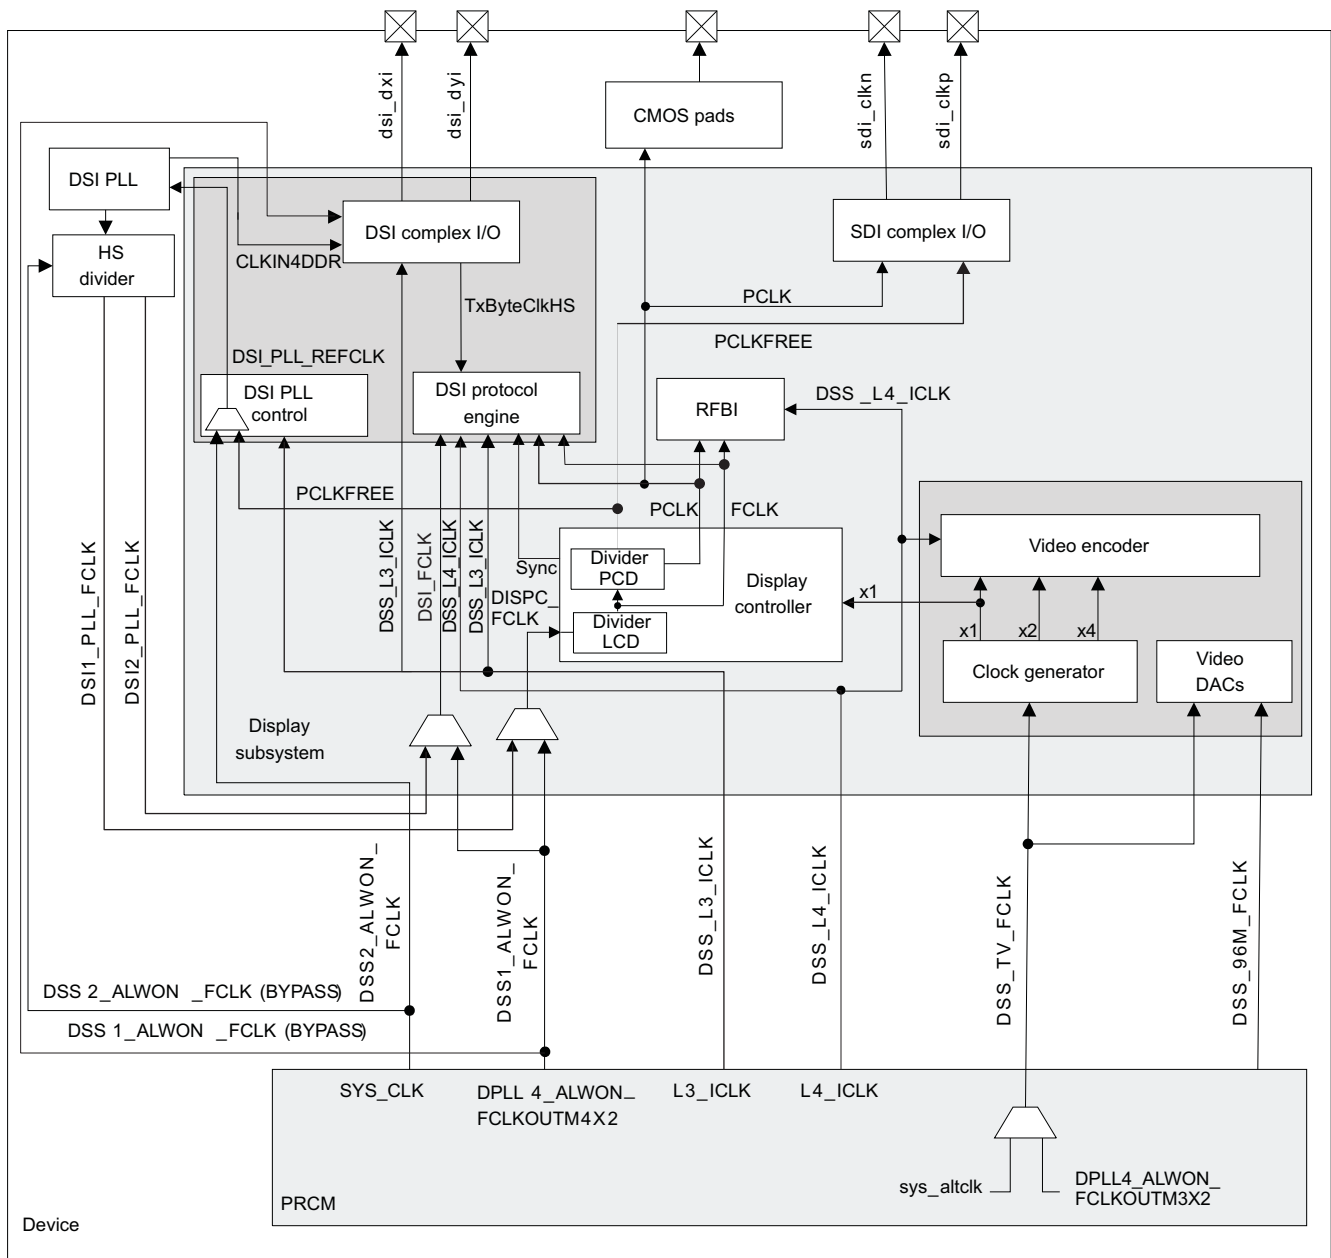 dsi_dxi
dsi_dyi
sdi_clkn
sdi_clkp
CMOS pads
DSI PLL
HS
divider
DSI complex I/O
SDI complex I/O
CLKIN4DDR
TxByteClkHS
PCLK
PCLKFREE
DSI_PLL_REFCLK
DSI PLL
control
DSI protocol
engine
RFBI
DSS _L4_ICLK
PCLKFREE
PCLK
FCLK
DSI1_PLL_FCLK
DSI2_PLL_FCLK
DSS_L3_ICLK
DSI_FCLK
DSS_L4_ICLK
DSS_L3_ICLK
Sync
DISPC_
FCLK
Divider
PCD
Divider
LCD
Display
controller
Video encoder
x1
x1
x2
x4
Clock generator
Video
DACs
Display
subsystem
DSS2_ALWON_
FCLK
DSS1_ALWON_
FCLK
DSS_L3_ICLK
DSS_L4_ICLK
DSS_TV_FCLK
DSS_96M_FCLK
DSS 2_ALWON _FCLK (BYPASS)
DSS 1_ALWON _FCLK (BYPASS)
SYS_CLK
DPLL 4_ALWON_
FCLKOUTM4X2
L3_ICLK
L4_ICLK
sys_altclk
DPLL4_ALWON_
FCLKOUTM3X2
PRCM
Device